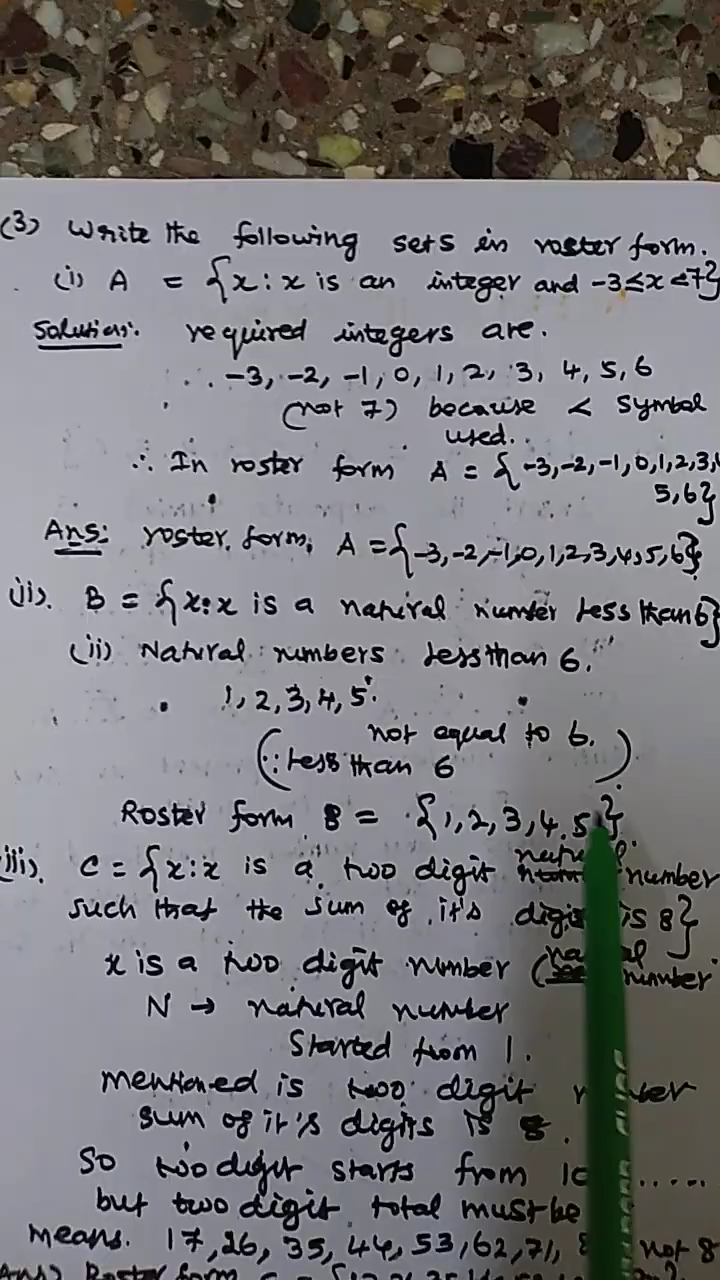 (3) Write the following sets in roster form.
(i) A = {x : x is an integer and -3≤x<7}
Solution:. required integers are.
-3, -2, -1, 0, 1, 2, 3, 4, 5, 6
(not 7) because < symbol
used..
∴ In roster form A = {-3,-2,-1,0,1,2,3,4
5,6}
Ans: roster form, A = {-3,-2,-1,0,1,2,3,4,5,6}
(ii). B = {x:x is a natural number less than 6}
(ii) Natural numbers less than 6.
1, 2, 3, 4, 5.
not equal to 6.
(∵ less than 6)
Roster form B = {1,2,3,4,5}.
(iii). C = {x:x is a two digit natural number
such that the sum of it's digits is 8}
x is a two digit number (natural number
N → natural number
Started from 1.
mentioned is two digit number
sum of it's digits is 8.
So two digit starts from 10.....
but two digit total must be
means. 17, 26, 35, 44, 53, 62, 71, not 8
Ans) Roster form